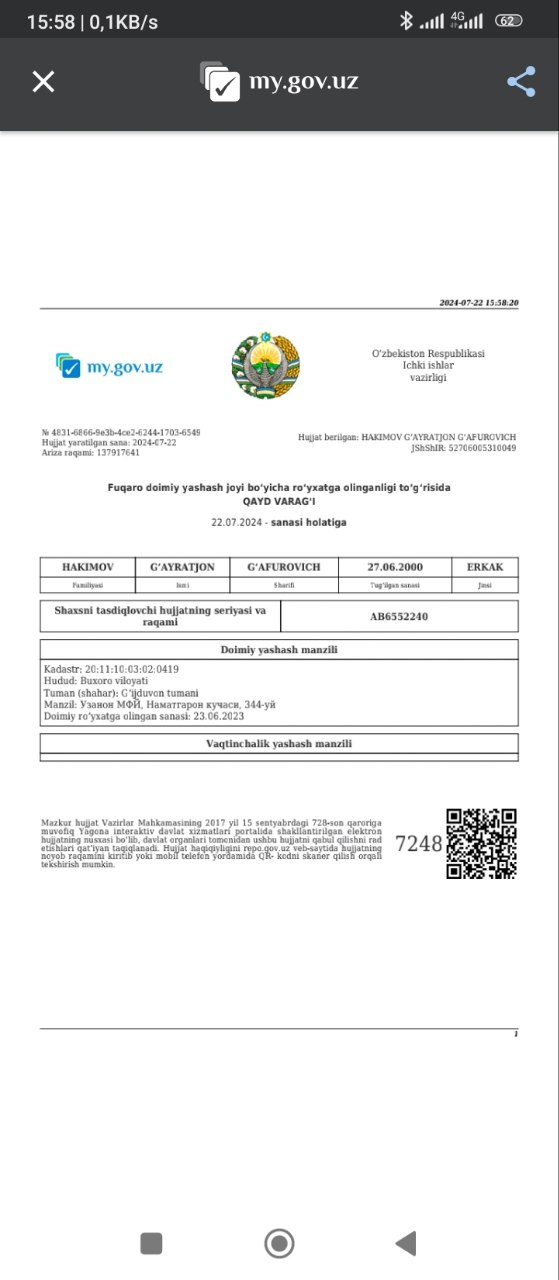 15:58 | 0,1KB/s
4G
62
my.gov.uz
2024-07-22 15:58:20
my.gov.uz
O‘zbekiston Respublikasi
Ichki ishlar
vazirligi
№ 4831-6866-9e3b-4ce2-6244-1703-6549
Hujjat yaratilgan sana: 2024-07-22
Ariza raqami: 137917641
Hujjat berilgan: HAKIMOV G‘AYRATJON G‘AFUROVICH
JShShIR: 52706005310049
Fuqaro doimiy yashash joyi bo‘yicha ro‘yxatga olinganligi to‘g‘risida
QAYD VARAG‘I
22.07.2024 - sanasi holatiga
HAKIMOV G‘AYRATJON G‘AFUROVICH 27.06.2000 ERKAK
Familiyasi Ismi Sharifi Tug‘ilgan sanasi Jinsi
Shaxsni tasdiqlovchi hujjatning seriyasi va
raqami
AB6552240
Doimiy yashash manzili
Kadastr: 20:11:10:03:02:0419
Hudud: Buxoro viloyati
Tuman (shahar): G‘ijduvon tumani
Manzil: Узанон МФЙ, Наматгарон кучаси, 344-уй
Doimiy ro‘yxatga olingan sanasi: 23.06.2023
Vaqtinchalik yashash manzili
Mazkur hujjat Vazirlar Mahkamasining 2017 yil 15 sentyabrdagi 728-son qaroriga
muvofiq Yagona interaktiv davlat xizmatlari portalida shakllantirilgan elektron
hujjatning nusxasi bo‘lib, davlat organlari tomonidan ushbu hujjatni qabul qilishni rad
etishlari qat’iyan taqiqlanadi. Hujjat haqiqiyligini repo.gov.uz veb-saytida hujjatning
noyob raqamini kiritib yoki mobil telefon yordamida QR- kodni skaner qilish orqali
tekshirish mumkin.
7248
1